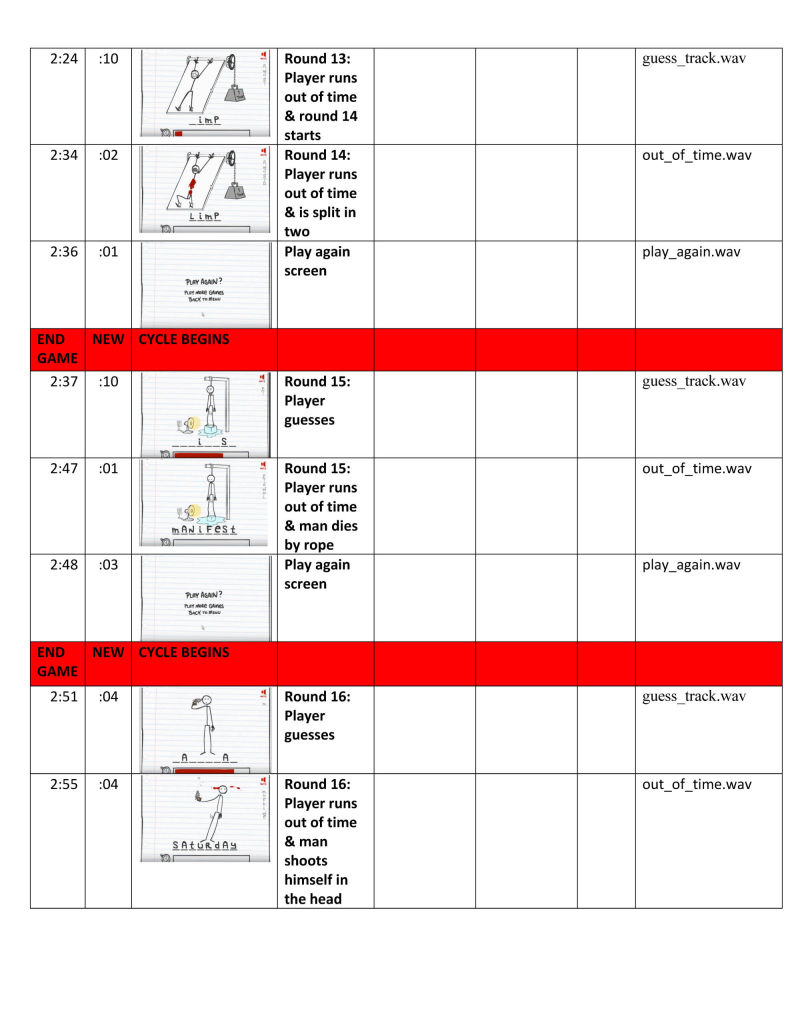 2:24 :10 Round 13: guess_track.wav
Player runs
out of time
& round 14
starts
_imp
2:34 :02 Round 14: out_of_time.wav
Player runs
out of time
& is split in
two
Limp
2:36 :01 Play again play_again.wav
screen
PLAY AGAIN?
PLAY MORE GAMES
BACK TO MENU
END NEW CYCLE BEGINS
GAME
2:37 :10 Round 15: guess_track.wav
Player
guesses
_ _ _ i _ _ S _
2:47 :01 Round 15: out_of_time.wav
Player runs
out of time
& man dies
by rope
mANiFeSt
2:48 :03 Play again play_again.wav
screen
PLAY AGAIN?
PLAY MORE GAMES
BACK TO MENU
END NEW CYCLE BEGINS
GAME
2:51 :04 Round 16: guess_track.wav
Player
guesses
_ A _ _ _ _ A _
2:55 :04 Round 16: out_of_time.wav
Player runs
out of time
& man
shoots
himself in
the head
SAtURdAY